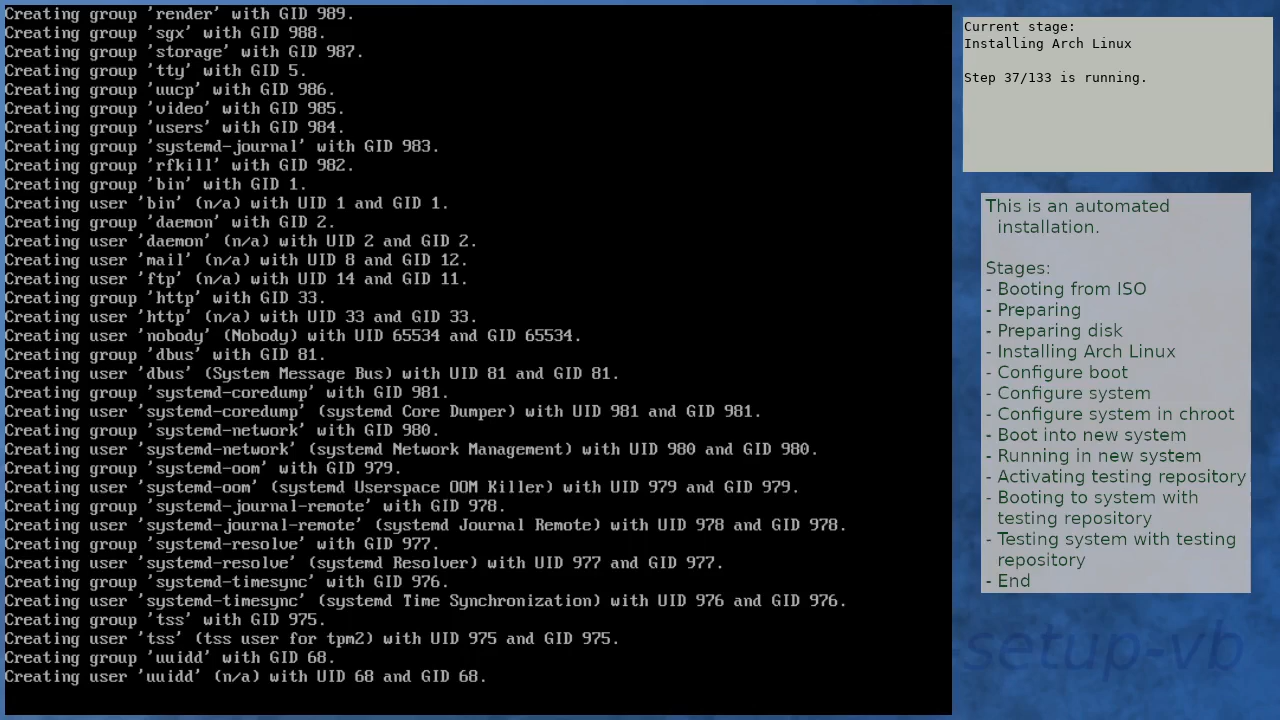 Creating group 'render' with GID 989.
Creating group 'sgx' with GID 988.
Creating group 'storage' with GID 987.
Creating group 'tty' with GID 5.
Creating group 'uucp' with GID 986.
Creating group 'video' with GID 985.
Creating group 'users' with GID 984.
Creating group 'systemd-journal' with GID 983.
Creating group 'rfkill' with GID 982.
Creating group 'bin' with GID 1.
Creating user 'bin' (n/a) with UID 1 and GID 1.
Creating group 'daemon' with GID 2.
Creating user 'daemon' (n/a) with UID 2 and GID 2.
Creating user 'mail' (n/a) with UID 8 and GID 12.
Creating user 'ftp' (n/a) with UID 14 and GID 11.
Creating group 'http' with GID 33.
Creating user 'http' (n/a) with UID 33 and GID 33.
Creating user 'nobody' (Nobody) with UID 65534 and GID 65534.
Creating group 'dbus' with GID 81.
Creating user 'dbus' (System Message Bus) with UID 81 and GID 81.
Creating group 'systemd-coredump' with GID 981.
Creating user 'systemd-coredump' (systemd Core Dumper) with UID 981 and GID 981.
Creating group 'systemd-network' with GID 980.
Creating user 'systemd-network' (systemd Network Management) with UID 980 and GID 980.
Creating group 'systemd-oom' with GID 979.
Creating user 'systemd-oom' (systemd Userspace OOM Killer) with UID 979 and GID 979.
Creating group 'systemd-journal-remote' with GID 978.
Creating user 'systemd-journal-remote' (systemd Journal Remote) with UID 978 and GID 978.
Creating group 'systemd-resolve' with GID 977.
Creating user 'systemd-resolve' (systemd Resolver) with UID 977 and GID 977.
Creating group 'systemd-timesync' with GID 976.
Creating user 'systemd-timesync' (systemd Time Synchronization) with UID 976 and GID 976.
Creating group 'tss' with GID 975.
Creating user 'tss' (tss user for tpm2) with UID 975 and GID 975.
Creating group 'uuidd' with GID 68.
Creating user 'uuidd' (n/a) with UID 68 and GID 68.
Current stage:
Installing Arch Linux
Step 37/133 is running.
This is an automated
installation.
Stages:
- Booting from ISO
- Preparing
- Preparing disk
- Installing Arch Linux
- Configure boot
- Configure system
- Configure system in chroot
- Boot into new system
- Running in new system
- Activating testing repository
- Booting to system with
testing repository
- Testing system with testing
repository
- End
-setup-vb